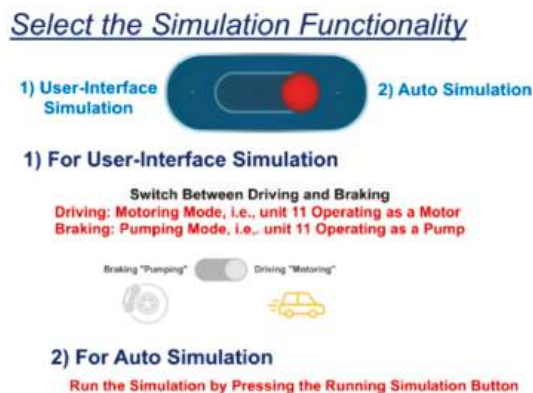 Select the Simulation Functionality
1) User-Interface
Simulation
2) Auto Simulation
1) For User-Interface Simulation
Switch Between Driving and Braking
Driving: Motoring Mode, i.e., unit 11 Operating as a Motor
Braking: Pumping Mode, i.e,. unit 11 Operating as a Pump
Braking "Pumping"
Driving "Motoring"
2) For Auto Simulation
Run the Simulation by Pressing the Running Simulation Button